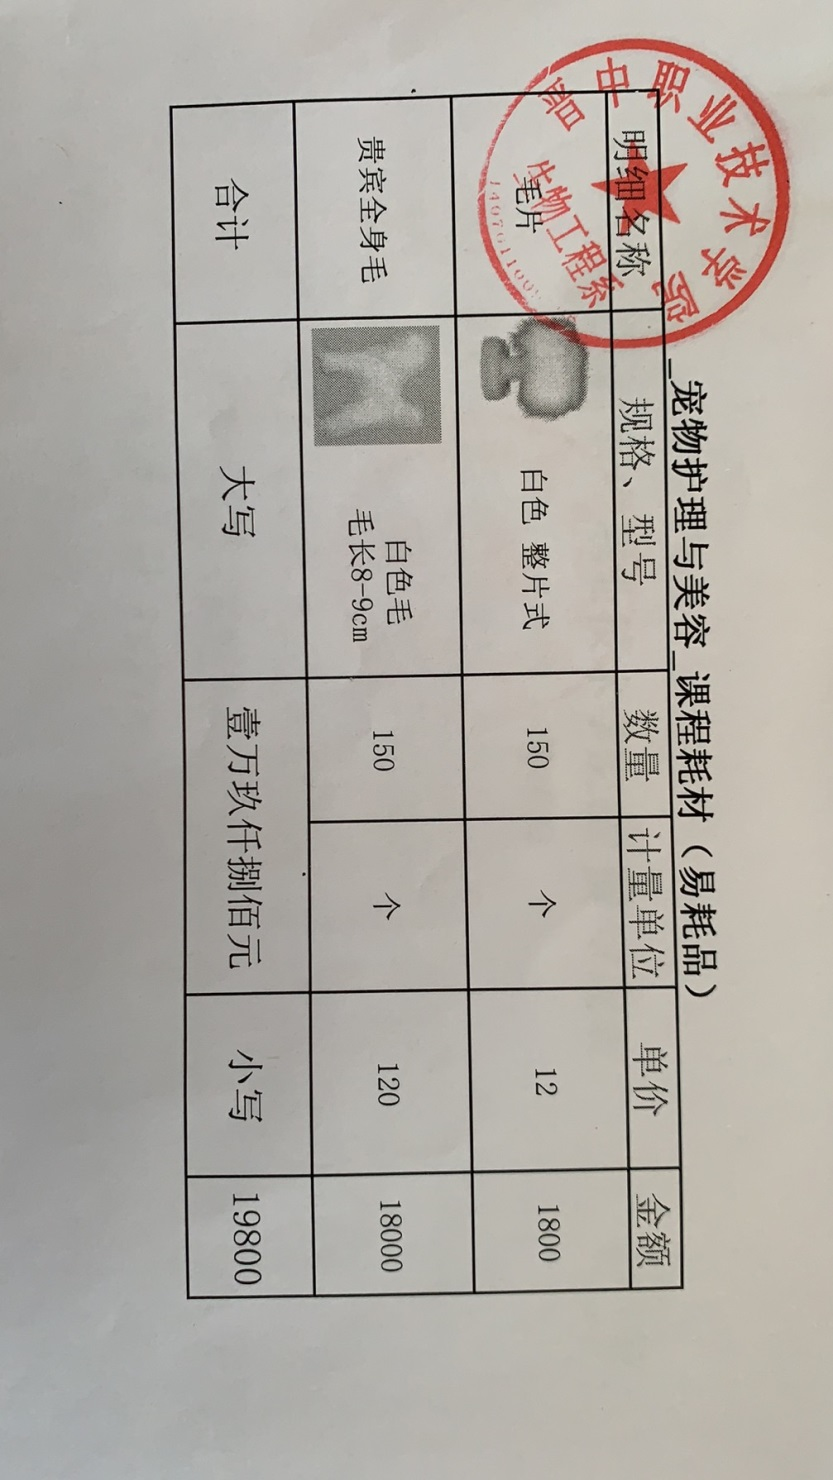 _宠物护理与美容_课程耗材（易耗品）
明细名称 规格、型号 数量 计量单位 单价 金额
毛片 白色 整片式 150 个 12 1800
贵宾全身毛 白色毛 150 个 120 18000
毛长8-9cm
合计 大写 壹万玖仟捌佰元 小写 19800
晋中职业技术学院
生物工程系